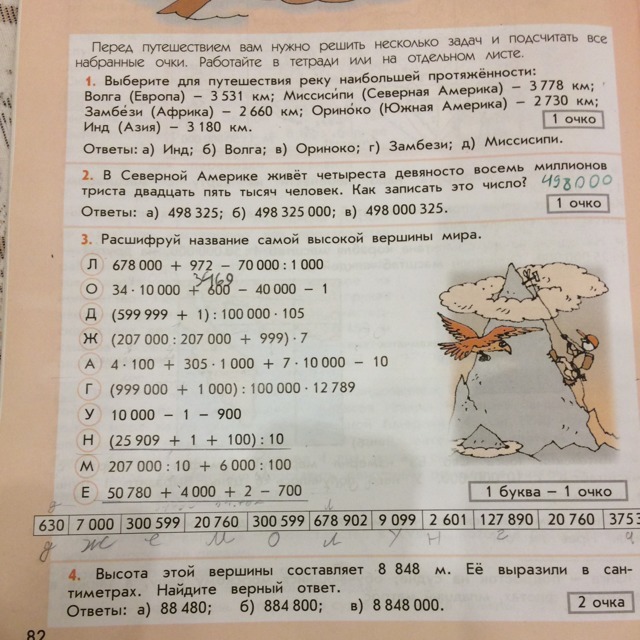 Перед путешествием вам нужно решить несколько задач и подсчитать все
набранные очки. Работайте в тетради или на отдельном листе.
1. Выберите для путешествия реку наибольшей протяжённости:
Волга (Европа) – 3 531 км; Миссиси́пи (Северная Америка) – 3 778 км;
Замбе́зи (Африка) – 2 660 км; Орино́ко (Южная Америка) – 2 730 км;
Инд (Азия) – 3 180 км.
1 очко
Ответы: а) Инд; б) Волга; в) Ориноко; г) Замбези; д) Миссисипи.
2. В Северной Америке живёт четыреста девяносто восемь миллионов
триста двадцать пять тысяч человек. Как записать это число? 498000
Ответы: а) 498 325; б) 498 325 000; в) 498 000 325.
1 очко
3. Расшифруй название самой высокой вершины мира.
Л 678 000 + 972 – 70 000 : 1 000
О 34 · 10 000 + 600 – 40 000 – 1
Д (599 999 + 1) : 100 000 · 105
Ж (207 000 : 207 000 + 999) · 7
А 4 · 100 + 305 · 1 000 + 7 · 10 000 – 10
Г (999 000 + 1 000) : 100 000 · 12 789
У 10 000 – 1 – 900
Н (25 909 + 1 + 100) : 10
М 207 000 : 10 + 6 000 : 100
Е 50 780 + 4 000 + 2 – 700
1 буква – 1 очко
630 7 000 300 599 20 760 300 599 678 902 9 099 2 601 127 890 20 760 3753
д ж е м о л у н г
4. Высота этой вершины составляет 8 848 м. Её выразили в сан-
тиметрах. Найдите верный ответ.
Ответы: а) 88 480; б) 884 800; в) 8 848 000.
2 очка
82